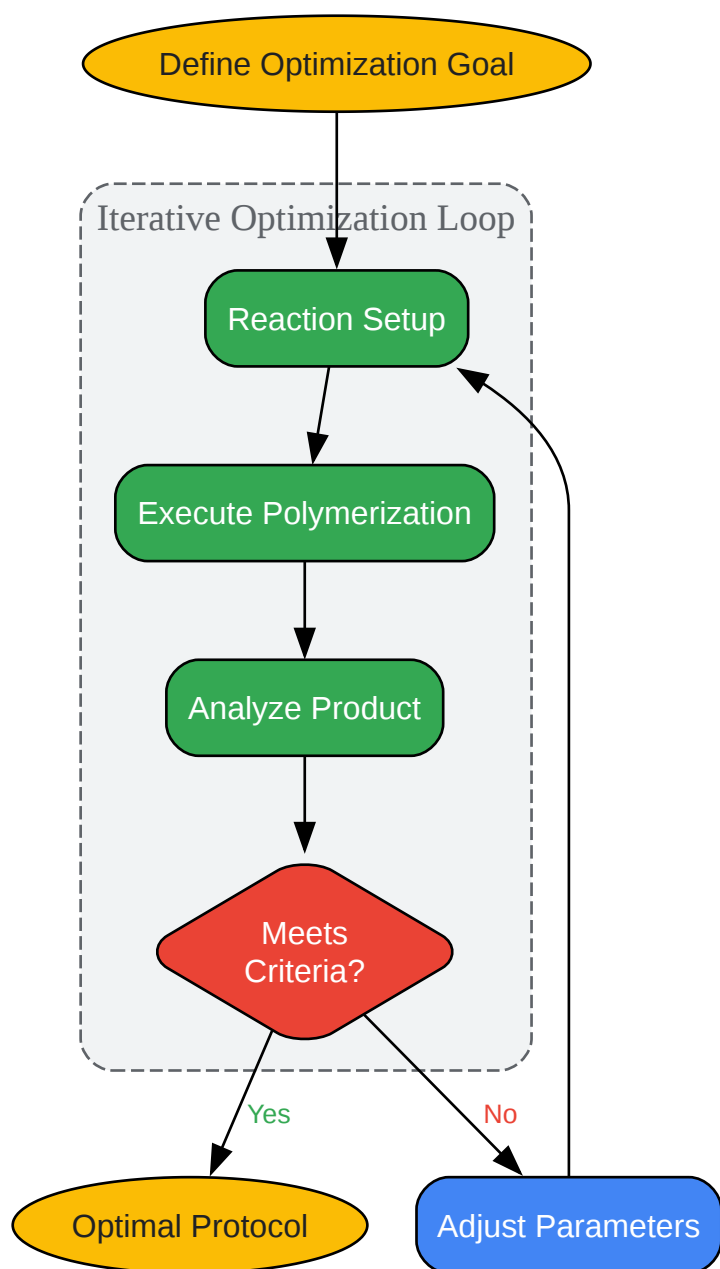 Define Optimization Goal
Iterative Optimization Loop
Reaction Setup
Execute Polymerization
Analyze Product
Meets
Criteria?
Yes
No
Optimal Protocol
Adjust Parameters